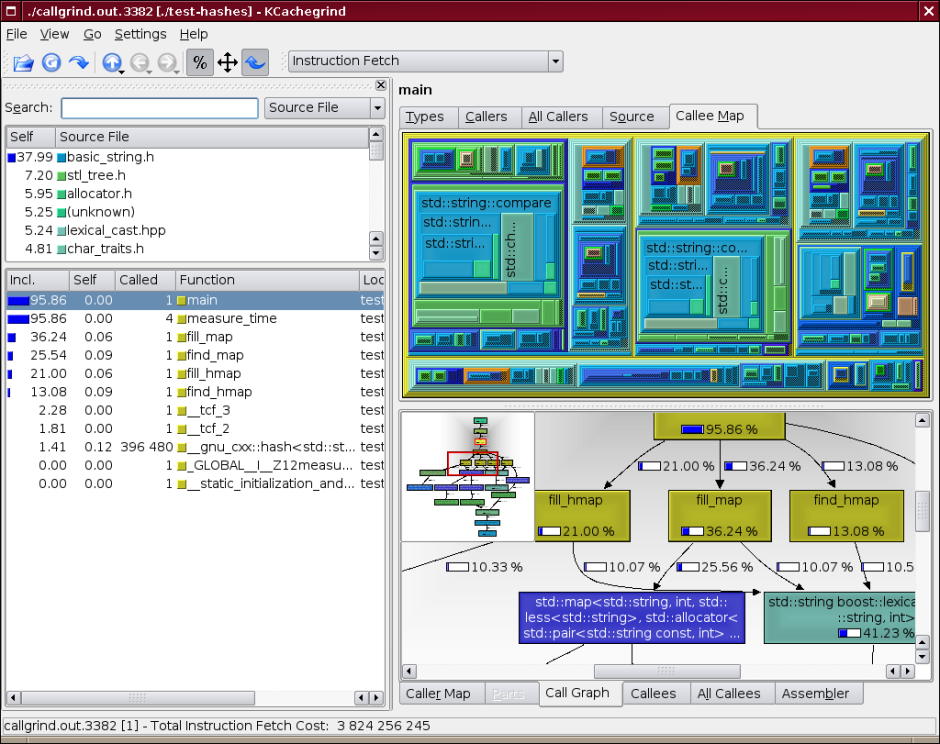 ./callgrind.out.3382 [./test-hashes] - KCachegrind
File View Go Settings Help
% Instruction Fetch
Search: Source File
Self Source File
37.99 basic_string.h
7.20 stl_tree.h
5.95 allocator.h
5.25 (unknown)
5.24 lexical_cast.hpp
4.81 char_traits.h
Incl. Self Called Function Loc
95.86 0.00 1 main test
95.86 0.00 4 measure_time test
36.24 0.06 1 fill_map test
25.54 0.09 1 find_map test
21.00 0.06 1 fill_hmap test
13.08 0.09 1 find_hmap test
2.28 0.00 1 __tcf_3 test
1.81 0.00 1 __tcf_2 test
1.41 0.12 396 480 __gnu_cxx::hash<std::st... test
0.00 0.00 1 _GLOBAL__I__Z12measu... test
0.00 0.00 1 __static_initialization_and... test
main
Types Callers All Callers Source Callee Map
std::string::compare
std::strin...
std::stri...
std::ch...
std::string::co...
std::stri...
std::st...
std::c...
95.86 %
21.00 % 36.24 % 13.08 %
fill_hmap fill_map find_hmap
21.00 % 36.24 % 13.08 %
10.33 % 10.07 % 25.56 % 10.07 % 10.5
std::map<std::string, int, std::
less<std::string>, std::allocator<
std::pair<std::string const, int> ...
std::string boost::lexica
::string, int>
41.23 %
Caller Map Parts Call Graph Callees All Callees Assembler
callgrind.out.3382 [1] - Total Instruction Fetch Cost: 3 824 256 245